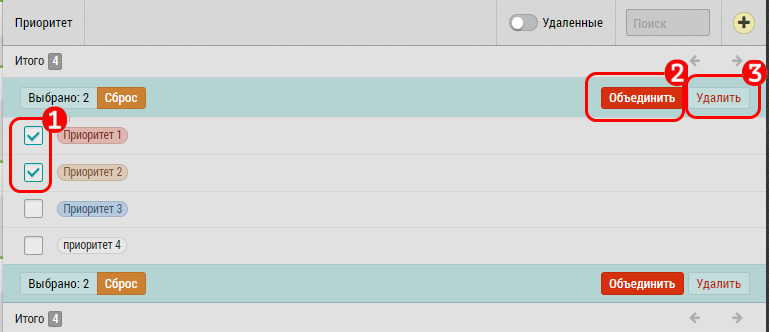 Приоритет Удаленные Поиск
Итого 4
2 3
Выбрано: 2 Сброс Объединить Удалить
1
Приоритет 1
Приоритет 2
Приоритет 3
приоритет 4
Выбрано: 2 Сброс Объединить Удалить
Итого 4